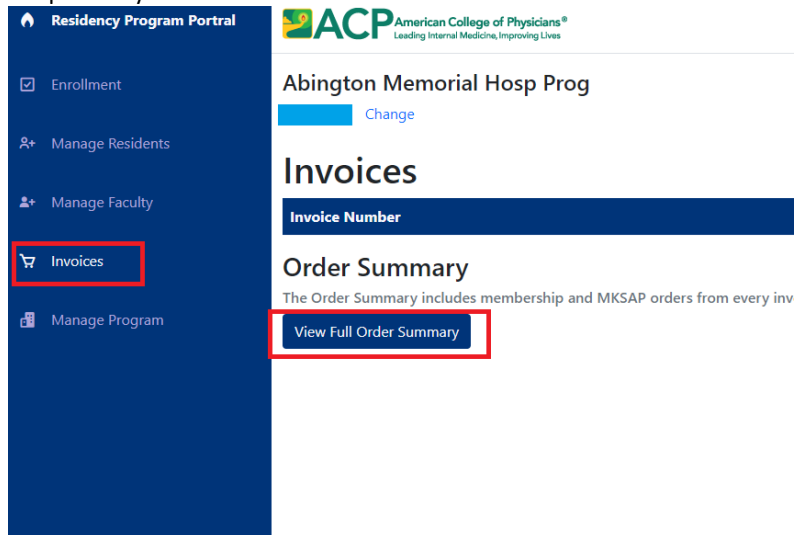 Residency Program Portral
Enrollment
Manage Residents
Manage Faculty
Invoices
Manage Program
ACP American College of Physicians®
Leading Internal Medicine, Improving Lives
Abington Memorial Hosp Prog
Change
Invoices
Invoice Number
Order Summary
The Order Summary includes membership and MKSAP orders from every inv
View Full Order Summary